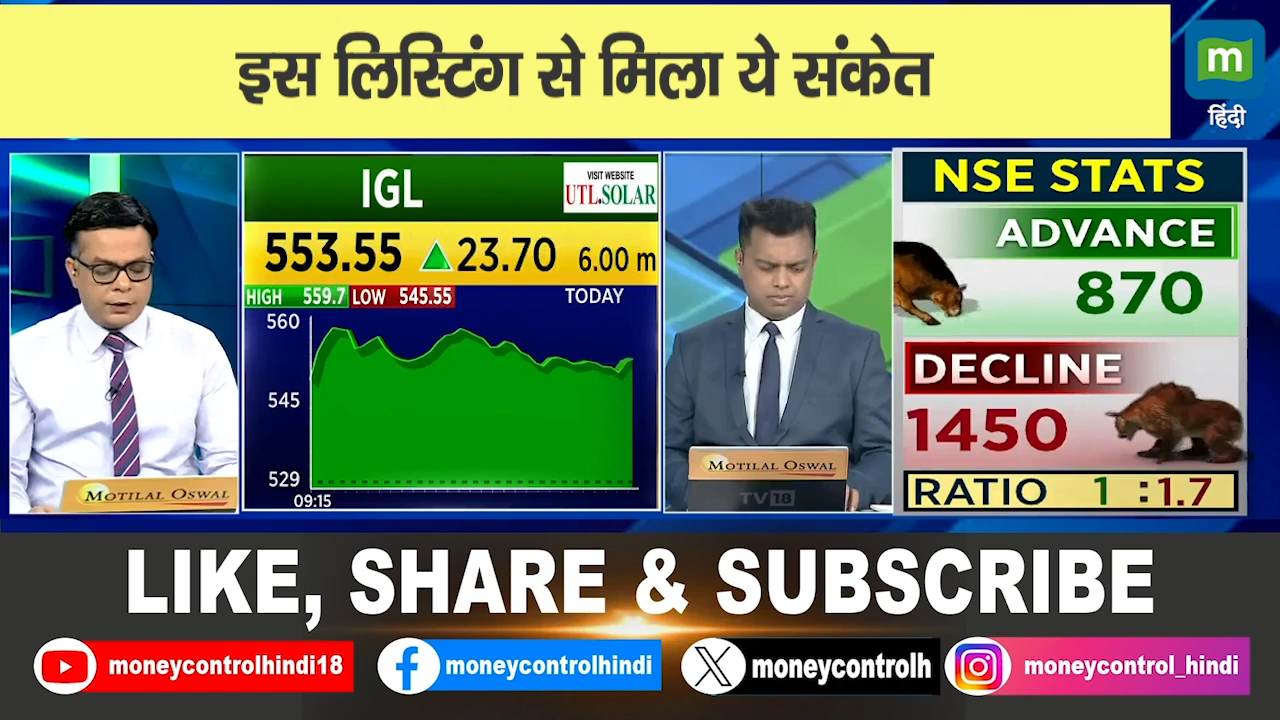 इस लिस्टिंग से मिला ये संकेत
m
हिंदी
IGL
VISIT WEBSITE
UTL.SOLAR
553.55 ▲ 23.70 6.00 m
HIGH 559.7 LOW 545.55 TODAY
560
545
529
09:15
MOTILAL OSWAL
MOTILAL OSWAL
TV18
NSE STATS
ADVANCE
870
DECLINE
1450
RATIO 1 : 1.7
LIKE, SHARE & SUBSCRIBE
moneycontrolhindi18
moneycontrolhindi
moneycontrolh
moneycontrol_hindi